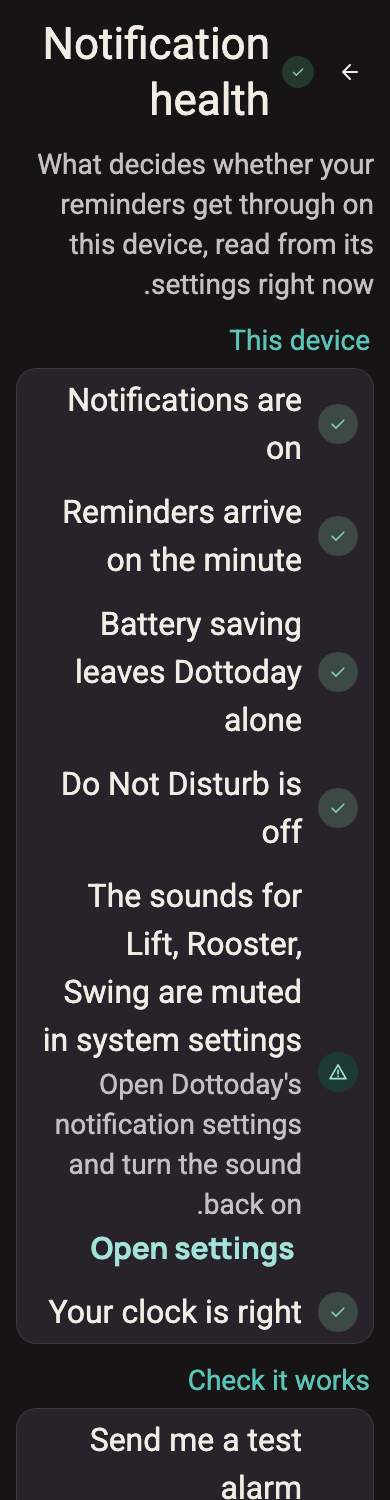 Notification
health
What decides whether your
reminders get through on
this device, read from its
.settings right now
This device
Notifications are
on
Reminders arrive
on the minute
Battery saving
leaves Dottoday
alone
Do Not Disturb is
off
The sounds for
Lift, Rooster,
Swing are muted
in system settings
Open Dottoday's
notification settings
and turn the sound
.back on
Open settings
Your clock is right
Check it works
Send me a test
alarm